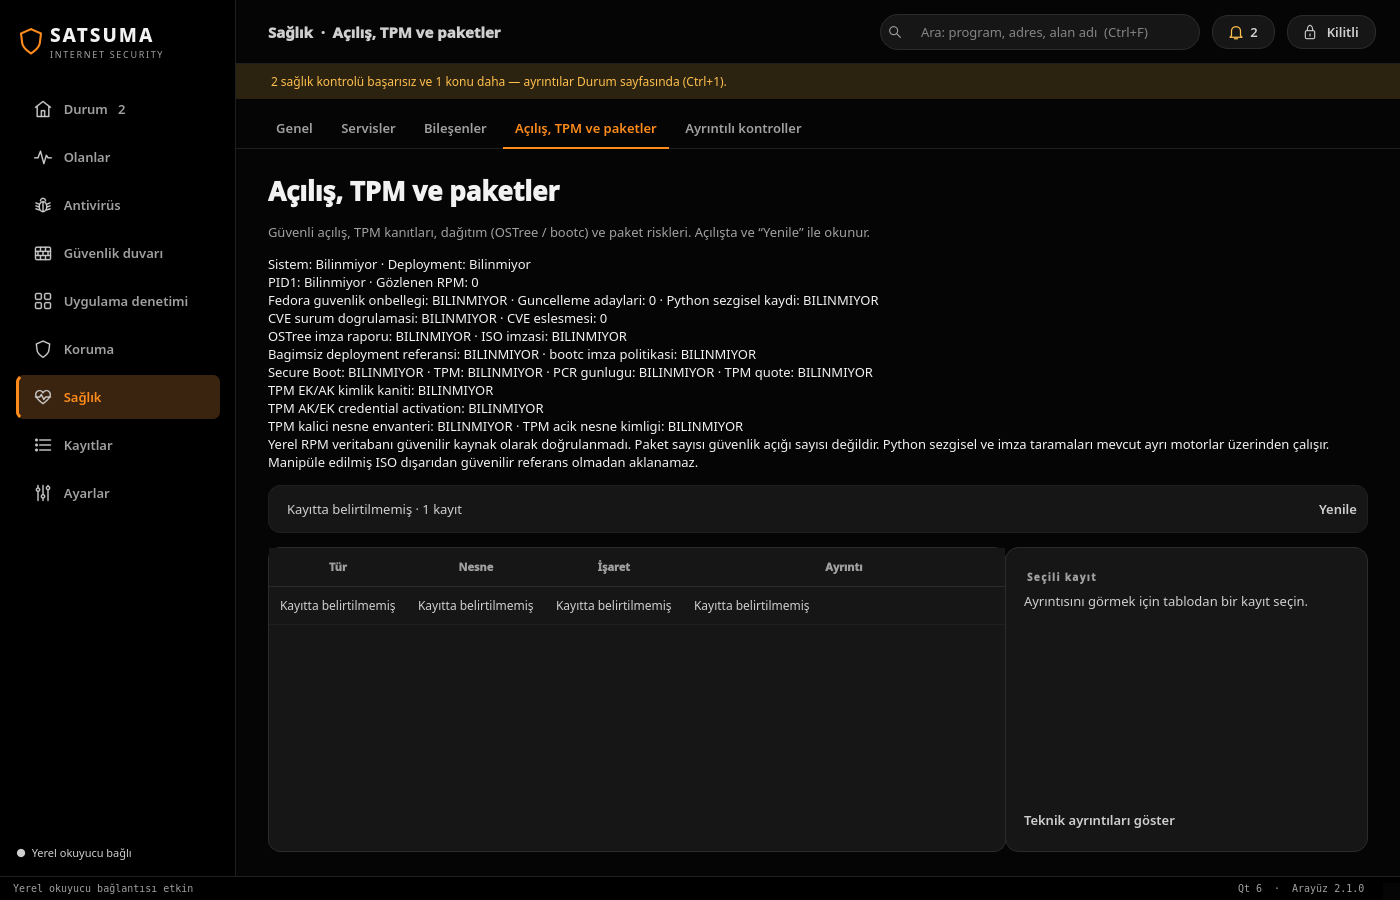 SATSUMA
INTERNET SECURITY
Durum 2
Olanlar
Antivirüs
Güvenlik duvarı
Uygulama denetimi
Koruma
Sağlık
Kayıtlar
Ayarlar
Yerel okuyucu bağlı
Sağlık · Açılış, TPM ve paketler
Ara: program, adres, alan adı (Ctrl+F)
2
Kilitli
2 sağlık kontrolü başarısız ve 1 konu daha — ayrıntılar Durum sayfasında (Ctrl+1).
Genel Servisler Bileşenler Açılış, TPM ve paketler Ayrıntılı kontroller
Açılış, TPM ve paketler
Güvenli açılış, TPM kanıtları, dağıtım (OSTree / bootc) ve paket riskleri. Açılışta ve “Yenile” ile okunur.
Sistem: Bilinmiyor · Deployment: Bilinmiyor
PID1: Bilinmiyor · Gözlenen RPM: 0
Fedora guvenlik onbellegi: BILINMIYOR · Guncelleme adaylari: 0 · Python sezgisel kaydi: BILINMIYOR
CVE surum dogrulamasi: BILINMIYOR · CVE eslesmesi: 0
OSTree imza raporu: BILINMIYOR · ISO imzasi: BILINMIYOR
Bagimsiz deployment referansi: BILINMIYOR · bootc imza politikasi: BILINMIYOR
Secure Boot: BILINMIYOR · TPM: BILINMIYOR · PCR gunlugu: BILINMIYOR · TPM quote: BILINMIYOR
TPM EK/AK kimlik kaniti: BILINMIYOR
TPM AK/EK credential activation: BILINMIYOR
TPM kalici nesne envanteri: BILINMIYOR · TPM acik nesne kimligi: BILINMIYOR
Yerel RPM veritabanı güvenilir kaynak olarak doğrulanmadı. Paket sayısı güvenlik açığı sayısı değildir. Python sezgisel ve imza taramaları mevcut ayrı motorlar üzerinden çalışır.
Manipüle edilmiş ISO dışarıdan güvenilir referans olmadan aklanamaz.
Kayıtta belirtilmemiş · 1 kayıt
Yenile
Tür Nesne İşaret Ayrıntı
Kayıtta belirtilmemiş Kayıtta belirtilmemiş Kayıtta belirtilmemiş Kayıtta belirtilmemiş
Seçili kayıt
Ayrıntısını görmek için tablodan bir kayıt seçin.
Teknik ayrıntıları göster
Yerel okuyucu bağlantısı etkin
Qt 6 · Arayüz 2.1.0